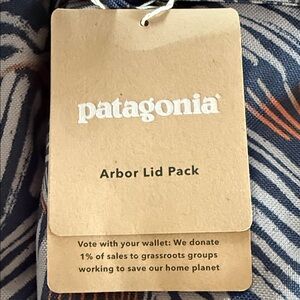 patagonia®
Arbor Lid Pack
Vote with your wallet: We donate
1% of sales to grassroots groups
working to save our home planet